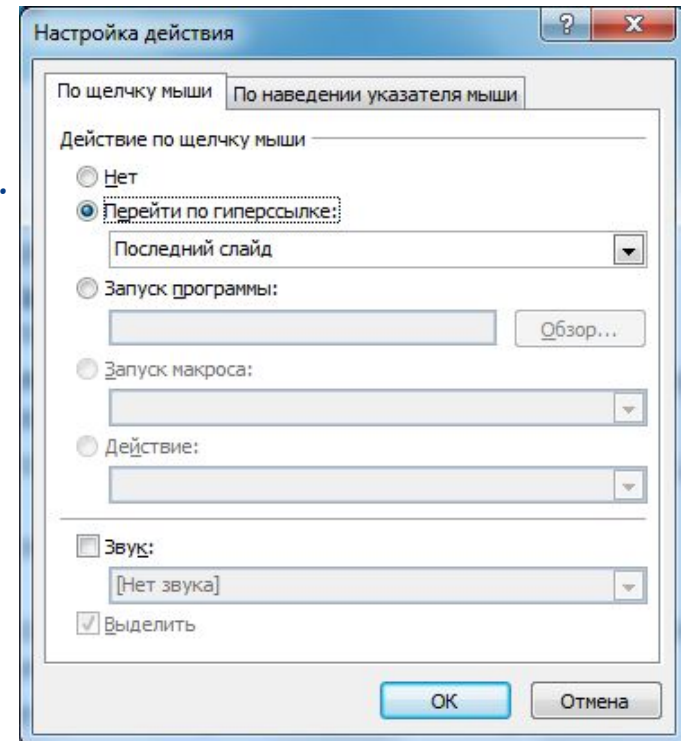 Настройка действия
По щелчку мыши По наведении указателя мыши
Действие по щелчку мыши
Нет
Перейти по гиперссылке:
Последний слайд
Запуск программы:
Обзор...
Запуск макроса:
Действие:
Звук:
[Нет звука]
Выделить
ОК Отмена